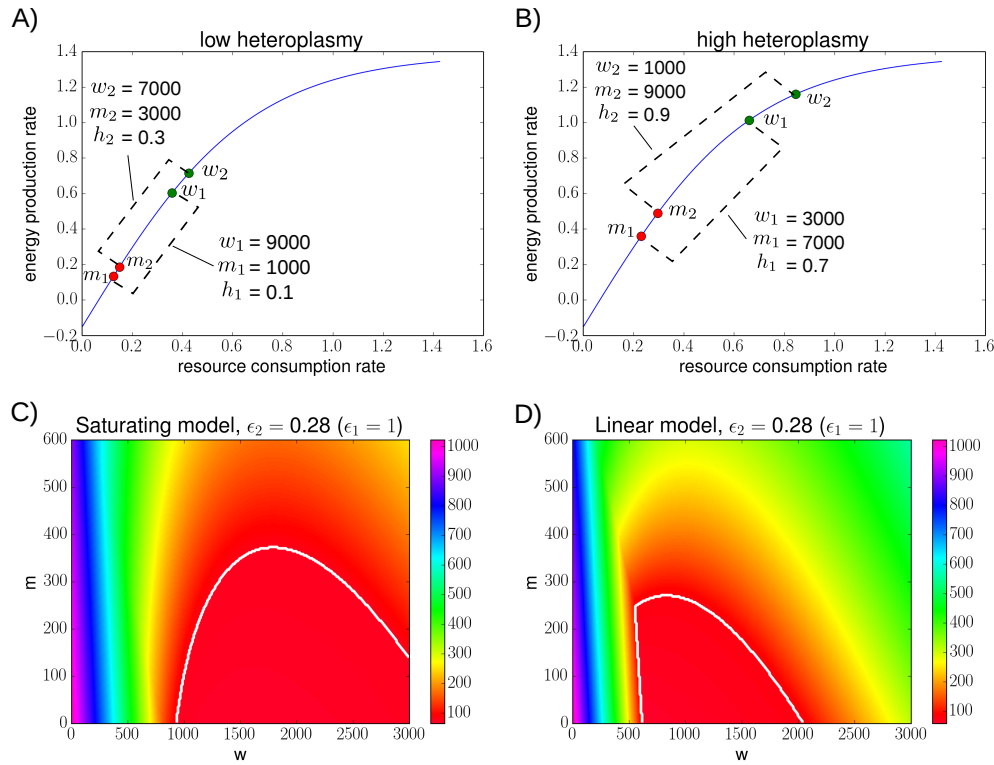 A)
low heteroplasmy
energy production rate
1.4
1.2
1.0
0.8
0.6
0.4
0.2
0.0
−0.2
w₂ = 7000
m₂ = 3000
h₂ = 0.3
w₂
w₁
m₂
m₁
w₁ = 9000
m₁ = 1000
h₁ = 0.1
0.0 0.2 0.4 0.6 0.8 1.0 1.2 1.4 1.6
resource consumption rate
B)
high heteroplasmy
energy production rate
1.4
1.2
1.0
0.8
0.6
0.4
0.2
0.0
−0.2
w₂ = 1000
m₂ = 9000
h₂ = 0.9
w₂
w₁
m₂
m₁
w₁ = 3000
m₁ = 7000
h₁ = 0.7
0.0 0.2 0.4 0.6 0.8 1.0 1.2 1.4 1.6
resource consumption rate
C)
Saturating model, ϵ₂ = 0.28 (ϵ₁ = 1)
m
600
500
400
300
200
100
0
0 500 1000 1500 2000 2500 3000
w
1000
900
800
700
600
500
400
300
200
100
D)
Linear model, ϵ₂ = 0.28 (ϵ₁ = 1)
m
600
500
400
300
200
100
0
0 500 1000 1500 2000 2500 3000
w
1000
900
800
700
600
500
400
300
200
100